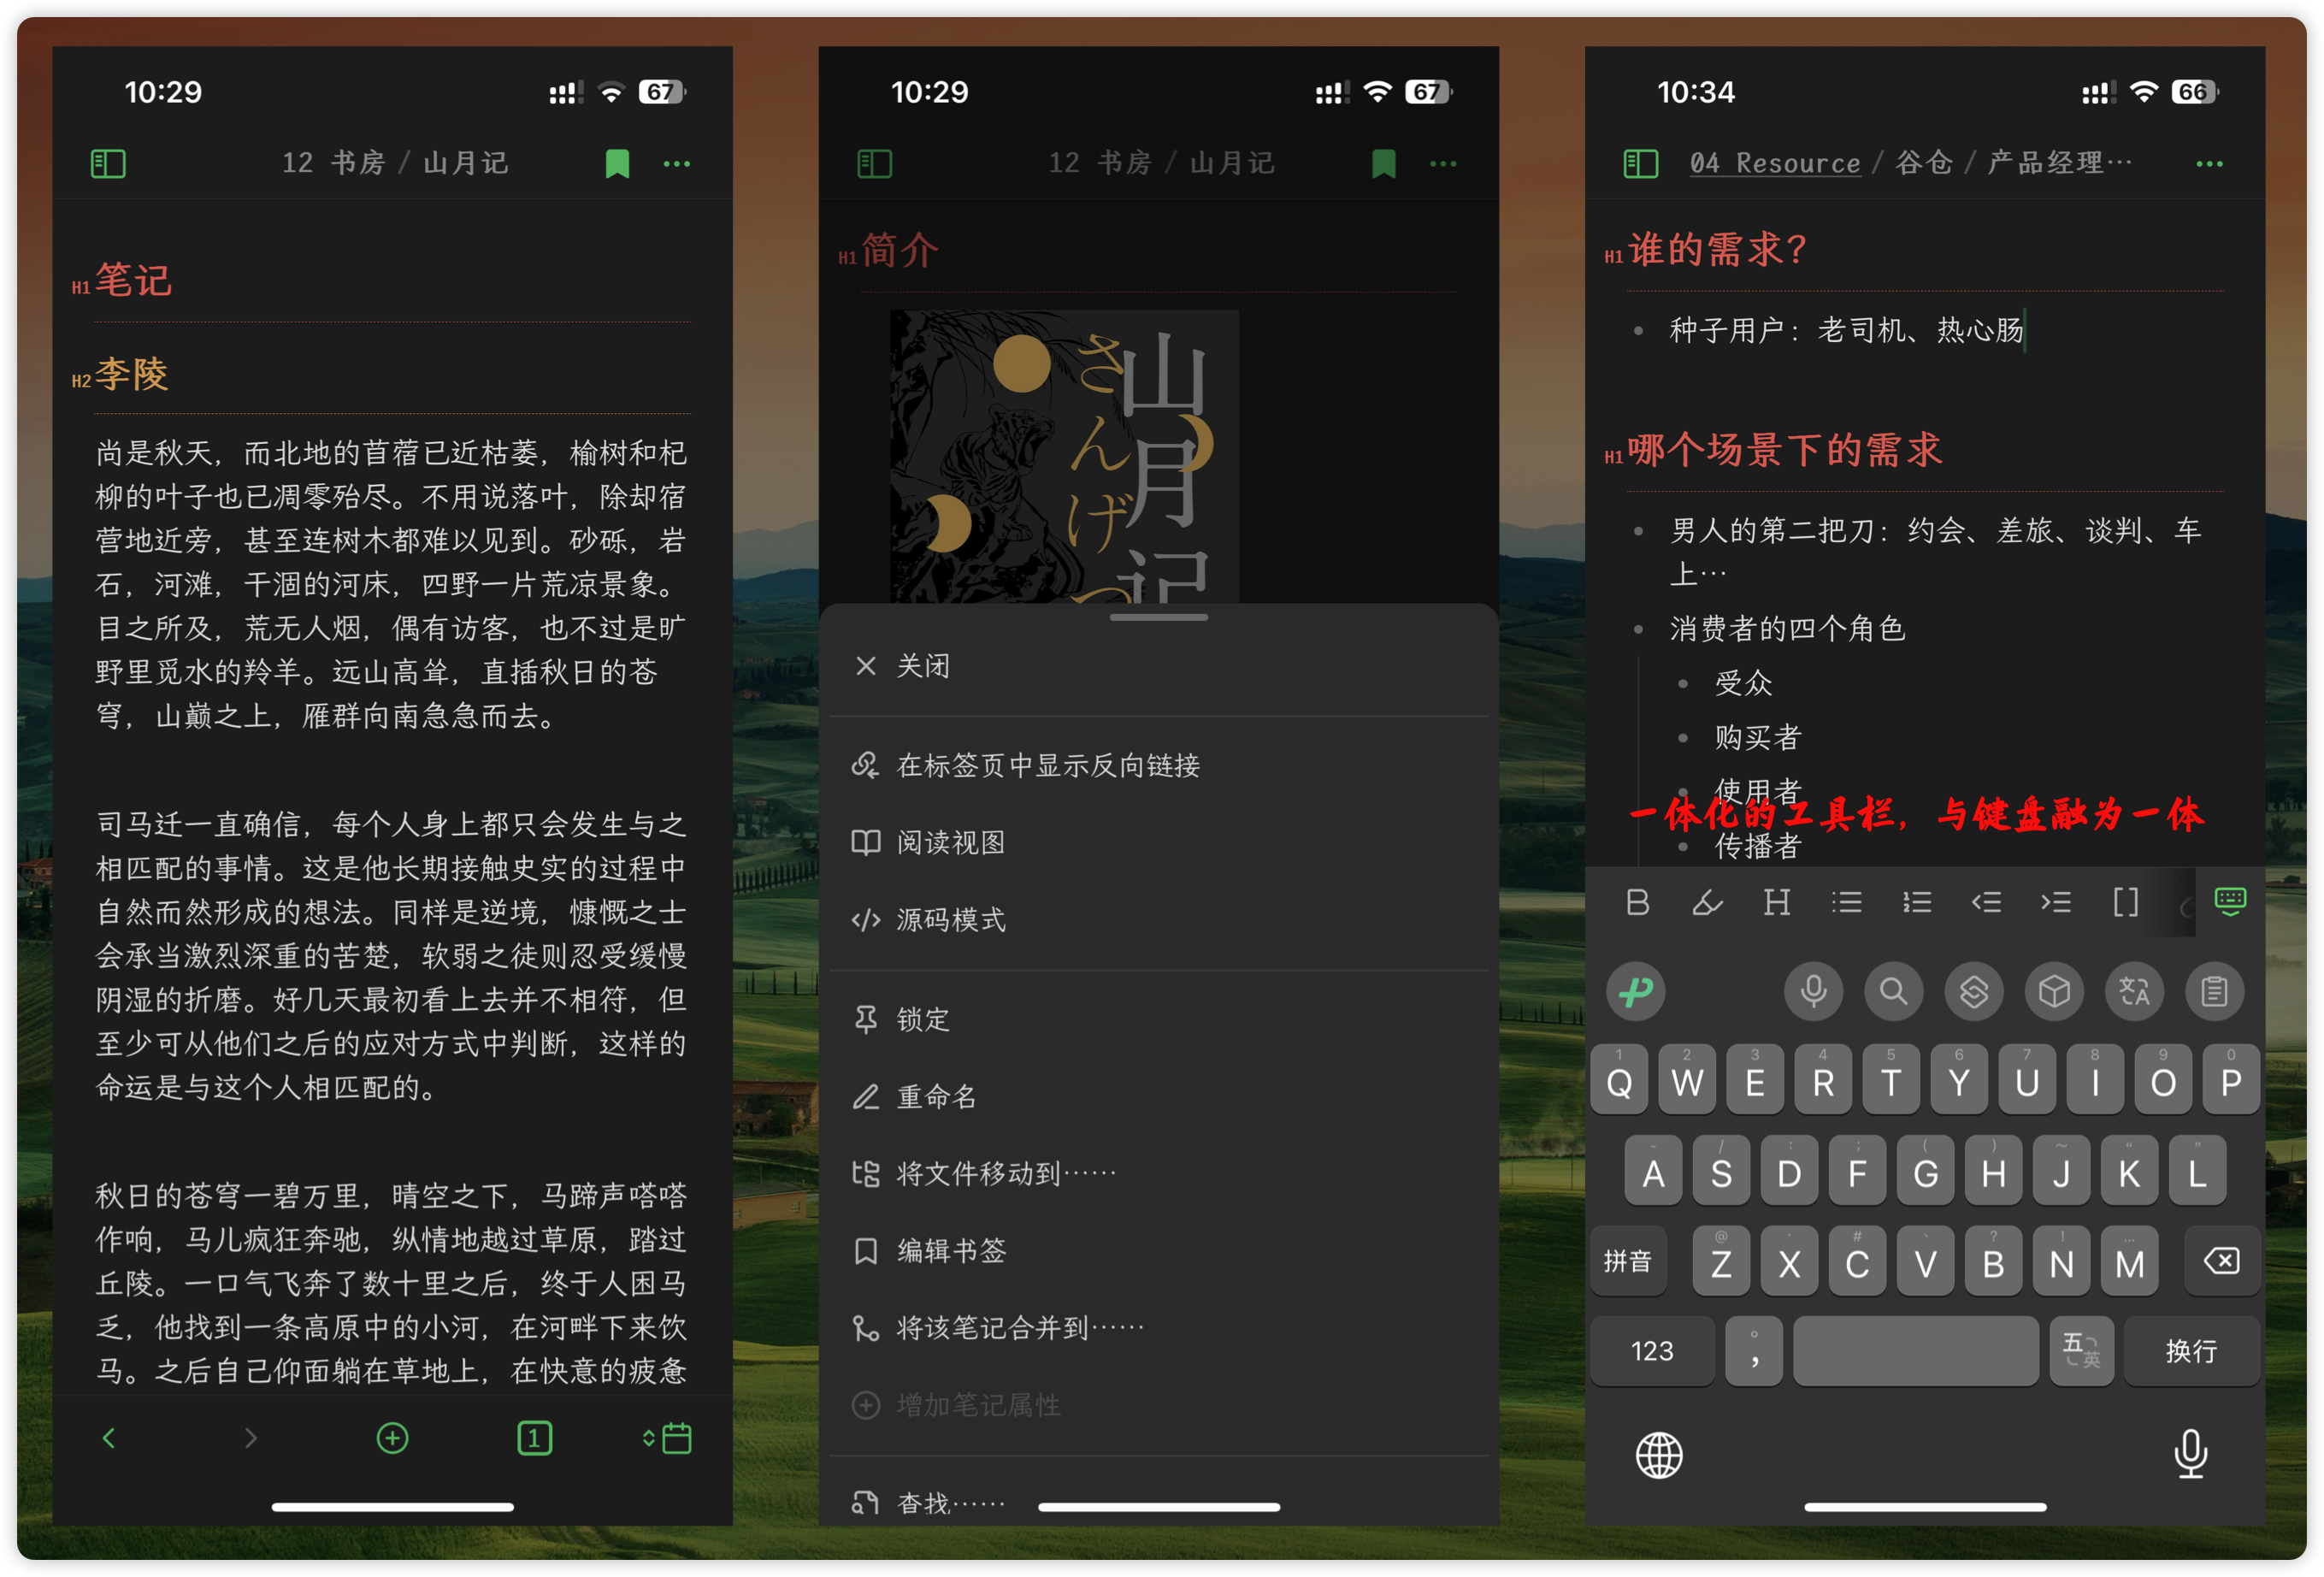 10:29
67
12 书房 / 山月记
H1 笔记
H2 李陵
尚是秋天，而北地的苜蓿已近枯萎，榆树和杞
柳的叶子也已凋零殆尽。不用说落叶，除却宿
营地近旁，甚至连树木都难以见到。砂砾，岩
石，河滩，干涸的河床，四野一片荒凉景象。
目之所及，荒无人烟，偶有访客，也不过是旷
野里觅水的羚羊。远山高耸，直插秋日的苍
穹，山巅之上，雁群向南急急而去。
司马迁一直确信，每个人身上都只会发生与之
相匹配的事情。这是他长期接触史实的过程中
自然而然形成的想法。同样是逆境，慷慨之士
会承当激烈深重的苦楚，软弱之徒则忍受缓慢
阴湿的折磨。好几天最初看上去并不相符，但
至少可从他们之后的应对方式中判断，这样的
命运是与这个人相匹配的。
秋日的苍穹一碧万里，晴空之下，马蹄声嗒嗒
作响，马儿疯狂奔驰，纵情地越过草原，踏过
丘陵。一口气飞奔了数十里之后，终于人困马
乏，他找到一条高原中的小河，在河畔下来饮
马。之后自己仰面躺在草地上，在快意的疲惫
1
10:29
67
12 书房 / 山月记
H1 简介
山月记
さんげつ
关闭
在标签页中显示反向链接
阅读视图
源码模式
锁定
重命名
将文件移动到……
编辑书签
将该笔记合并到……
增加笔记属性
查找……
10:34
66
04 Resource / 谷仓 / 产品经理…
H1 谁的需求？
种子用户：老司机、热心肠
H1 哪个场景下的需求
男人的第二把刀：约会、差旅、谈判、车
上…
消费者的四个角色
受众
购买者
使用者
一体化的工具栏，与键盘融为一体
传播者
B H [ ]
1 2 3 4 5 6 7 8 9 0
Q W E R T Y U I O P
- / : ; ( ) ~ “ ”
A S D F G H J K L
@ ' # 、 ? ! …
拼音 Z X C V B N M
123 。， 五 英 换行